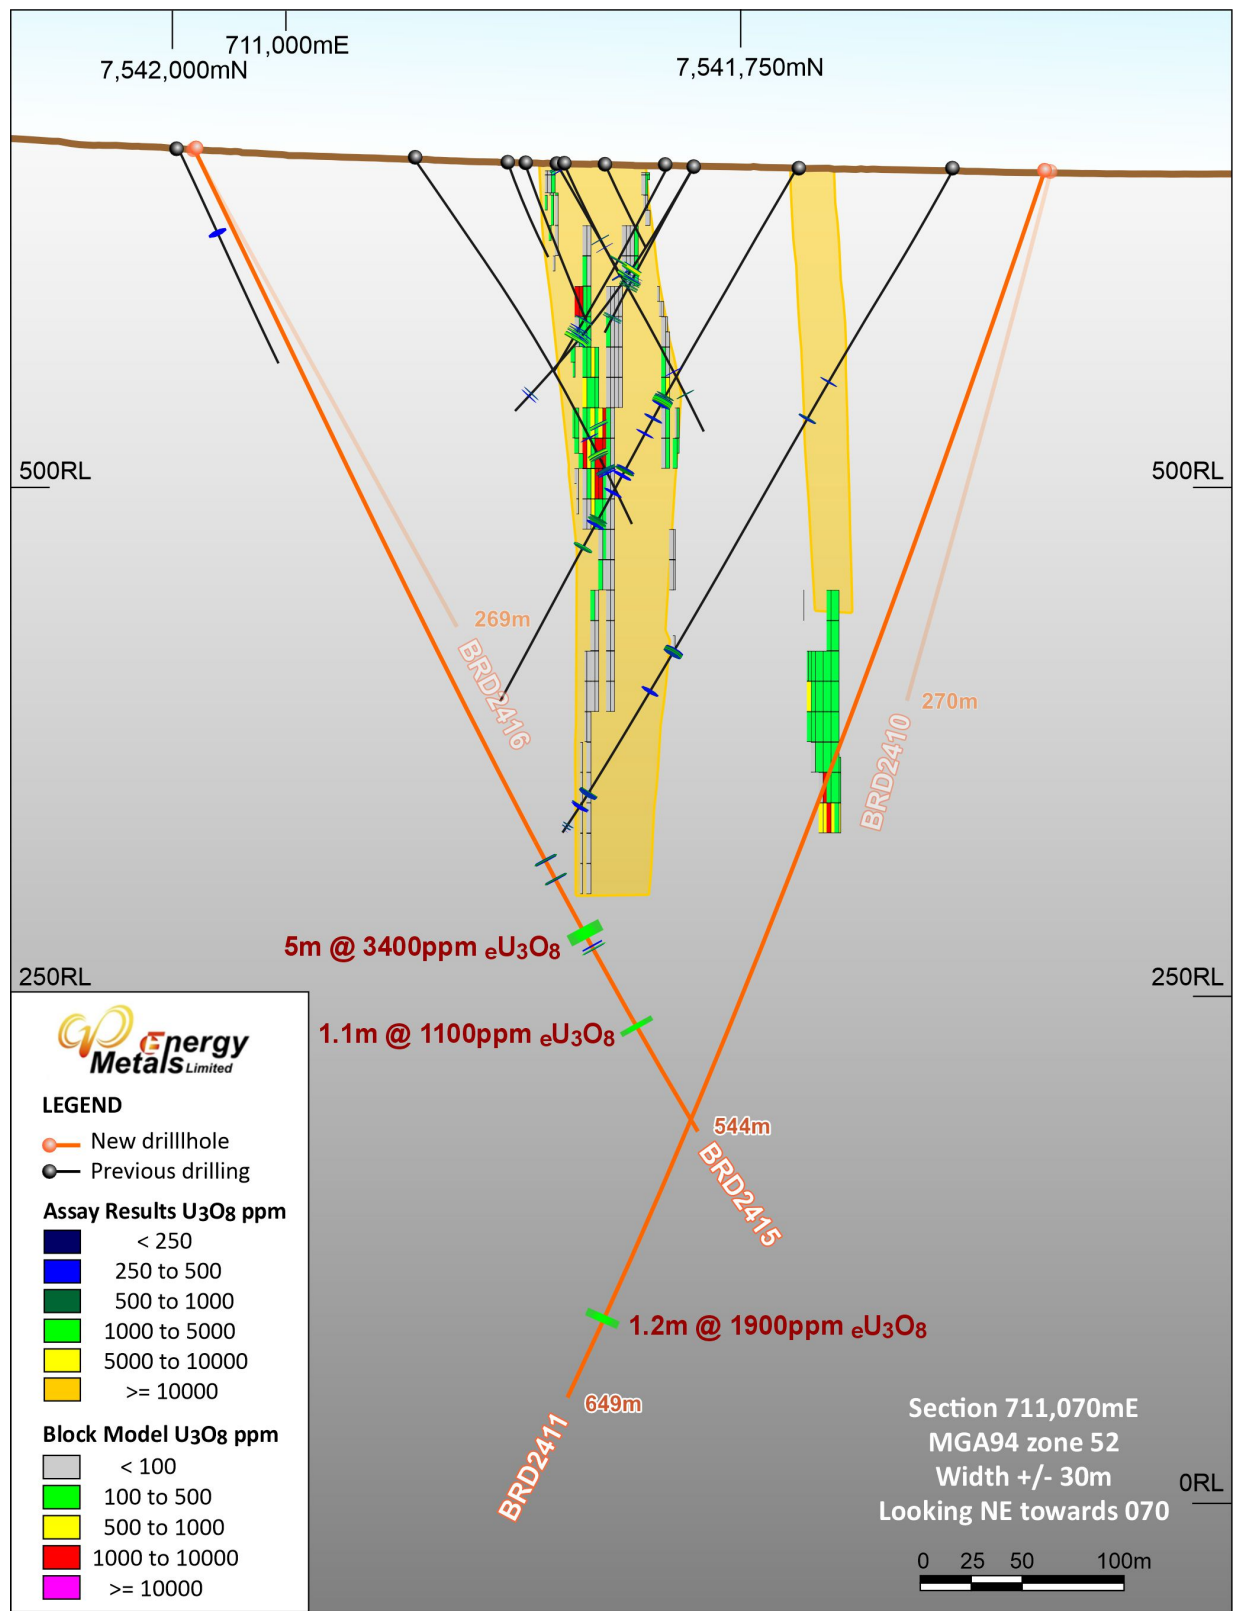 711,000mE
7,542,000mN
7,541,750mN
500RL
500RL
269m
BRD2416
270m
BRD2410
5m @ 3400ppm eU3O8
250RL
250RL
1.1m @ 1100ppm eU3O8
544m
BRD2415
1.2m @ 1900ppm eU3O8
649m
BRD2411
Energy
Metals Limited
LEGEND
New drilllhole
Previous drilling
Assay Results U3O8 ppm
< 250
250 to 500
500 to 1000
1000 to 5000
5000 to 10000
>= 10000
Block Model U3O8 ppm
< 100
100 to 500
500 to 1000
1000 to 10000
>= 10000
Section 711,070mE
MGA94 zone 52
Width +/- 30m
Looking NE towards 070
0RL
0 25 50 100m